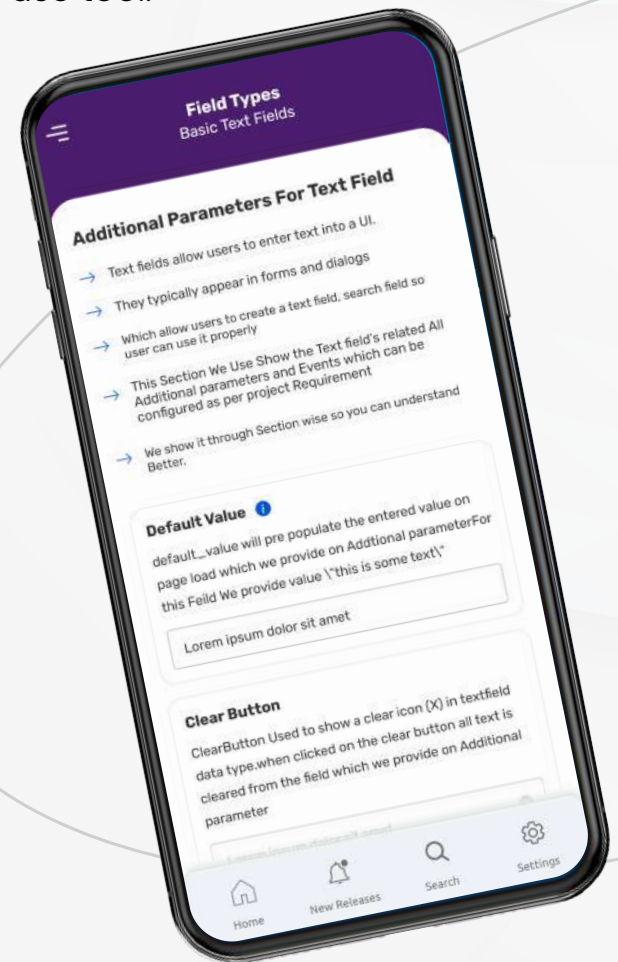 Field Types
Basic Text Fields
Additional Parameters For Text Field
Text fields allow users to enter text into a UI.
They typically appear in forms and dialogs
Which allow users to create a text field, search field so
user can use it properly
This Section We Use Show the Text field's related All
Additional parameters and Events which can be
configured as per project Requirement
We show it through Section wise so you can understand
Better.
Default Value
default_value will pre populate the entered value on
page load which we provide on Addtional parameterFor
this Feild We provide value \"this is some text\"
Lorem ipsum dolor sit amet
Clear Button
ClearButton Used to show a clear icon (X) in textfield
data type.when clicked on the clear button all text is
cleared from the field which we provide on Additional
parameter
Home
New Releases
Search
Settings